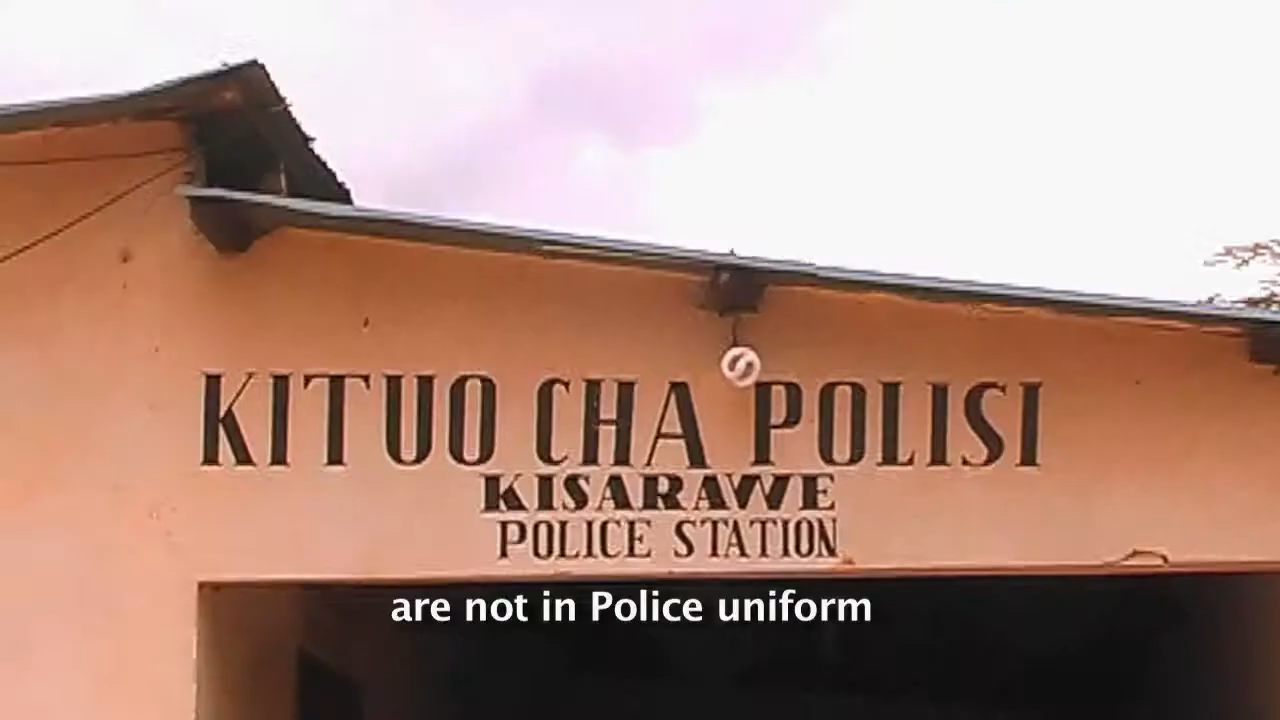 KITUO CHA POLISI
KISARAWE
POLICE STATION
are not in Police uniform